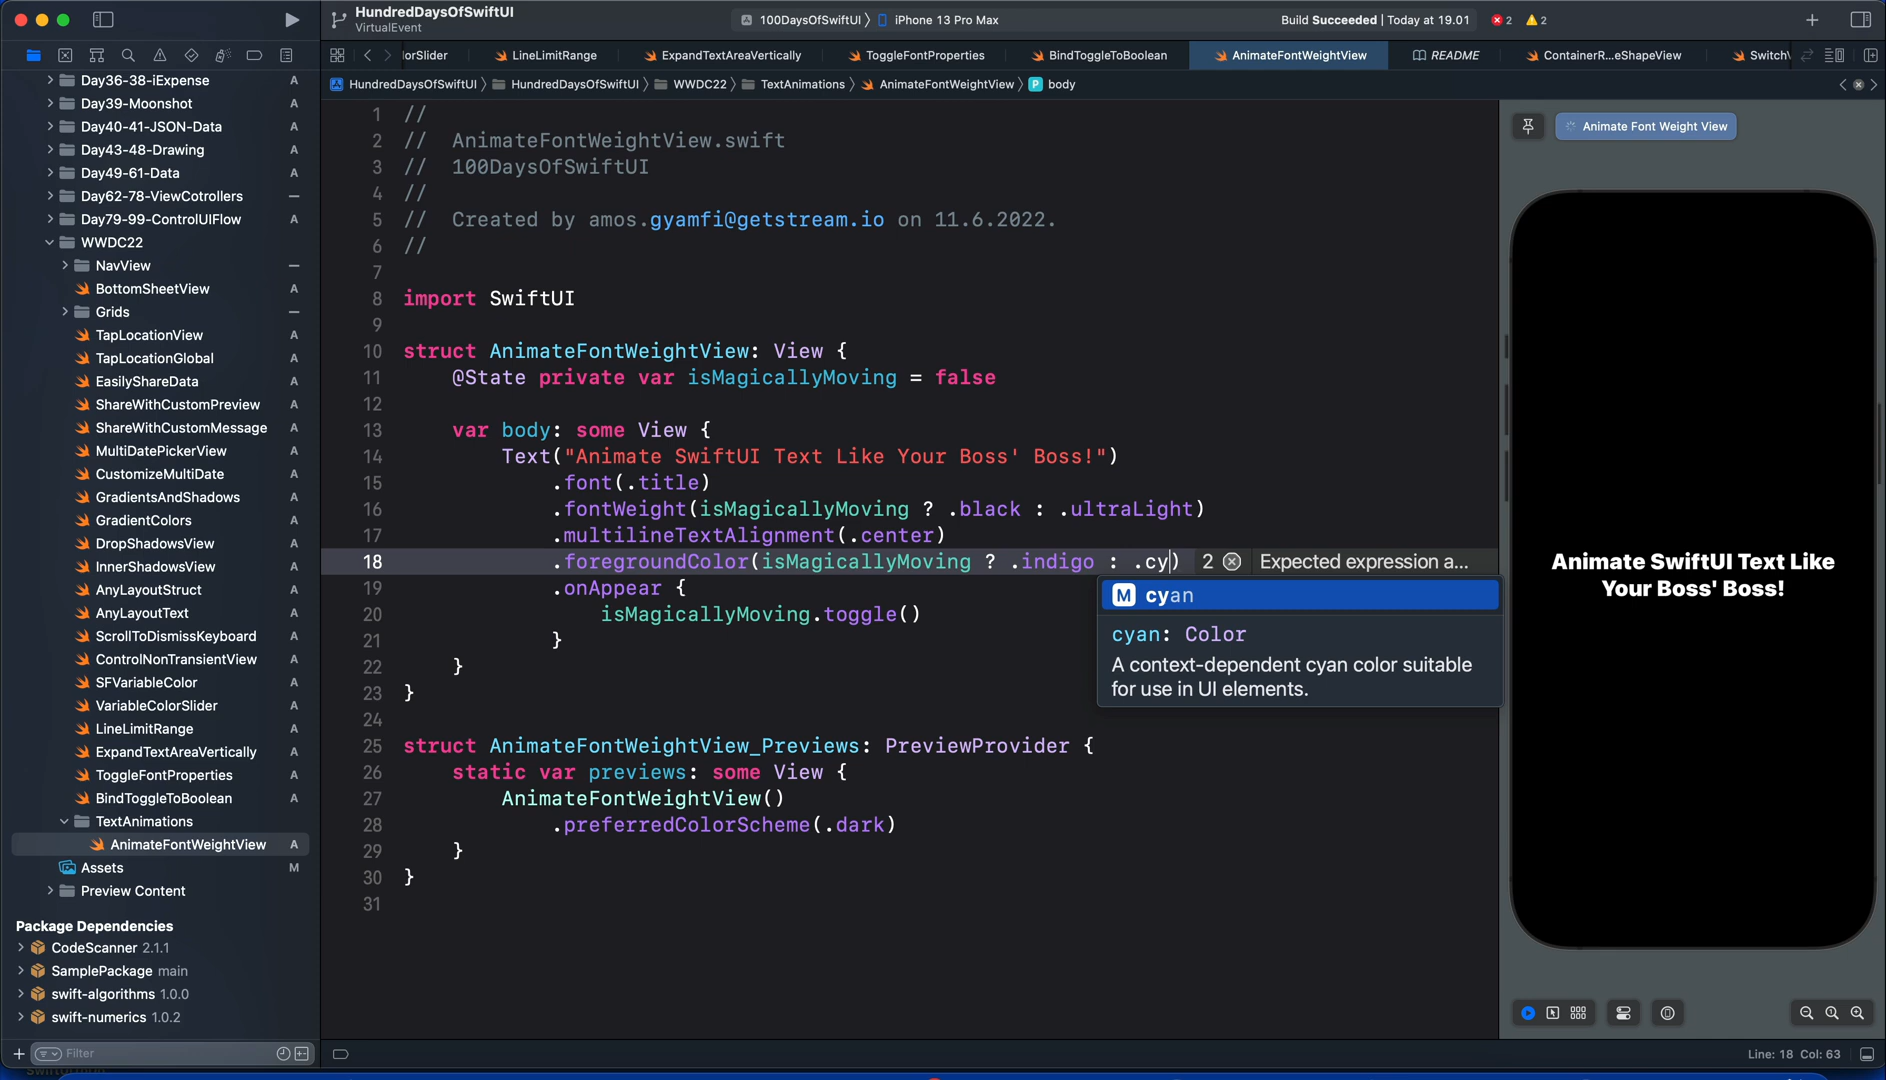 HundredDaysOfSwiftUI
VirtualEvent
100DaysOfSwiftUI 〉 iPhone 13 Pro Max
Build Succeeded | Today at 19.01
2
2
orSlider
LineLimitRange
ExpandTextAreaVertically
ToggleFontProperties
BindToggleToBoolean
AnimateFontWeightView
README
ContainerR...eShapeView
HundredDaysOfSwiftUI 〉 HundredDaysOfSwiftUI 〉 WWDC22 〉 TextAnimations 〉 AnimateFontWeightView 〉 P body
Day36-38-iExpense A
Day39-Moonshot A
Day40-41-JSON-Data A
Day43-48-Drawing A
Day49-61-Data A
Day62-78-ViewCotrollers
Day79-99-ControlUIFlow A
WWDC22
NavView
BottomSheetView A
Grids
TapLocationView A
TapLocationGlobal A
EasilyShareData A
ShareWithCustomPreview A
ShareWithCustomMessage A
MultiDatePickerView A
CustomizeMultiDate A
GradientsAndShadows A
GradientColors A
DropShadowsView A
InnerShadowsView A
AnyLayoutStruct A
AnyLayoutText A
ScrollToDismissKeyboard A
ControlNonTransientView A
SFVariableColor A
VariableColorSlider A
LineLimitRange A
ExpandTextAreaVertically A
ToggleFontProperties A
BindToggleToBoolean A
TextAnimations
AnimateFontWeightView A
Assets M
Preview Content
Package Dependencies
CodeScanner 2.1.1
SamplePackage main
swift-algorithms 1.0.0
swift-numerics 1.0.2
Filter
1 //
2 // AnimateFontWeightView.swift
3 // 100DaysOfSwiftUI
4 //
5 // Created by amos.gyamfi@getstream.io on 11.6.2022.
6 //
7
8 import SwiftUI
9
10 struct AnimateFontWeightView: View {
11 @State private var isMagicallyMoving = false
12
13 var body: some View {
14 Text("Animate SwiftUI Text Like Your Boss' Boss!")
15 .font(.title)
16 .fontWeight(isMagicallyMoving ? .black : .ultraLight)
17 .multilineTextAlignment(.center)
18 .foregroundColor(isMagicallyMoving ? .indigo : .cy) 2 Expected expression a...
19 .onAppear {
20 isMagicallyMoving.toggle()
21 }
22 }
23 }
24
25 struct AnimateFontWeightView_Previews: PreviewProvider {
26 static var previews: some View {
27 AnimateFontWeightView()
28 .preferredColorScheme(.dark)
29 }
30 }
31
M cyan
cyan: Color
A context-dependent cyan color suitable
for use in UI elements.
Animate Font Weight View
Animate SwiftUI Text Like
Your Boss' Boss!
Line: 18 Col: 63